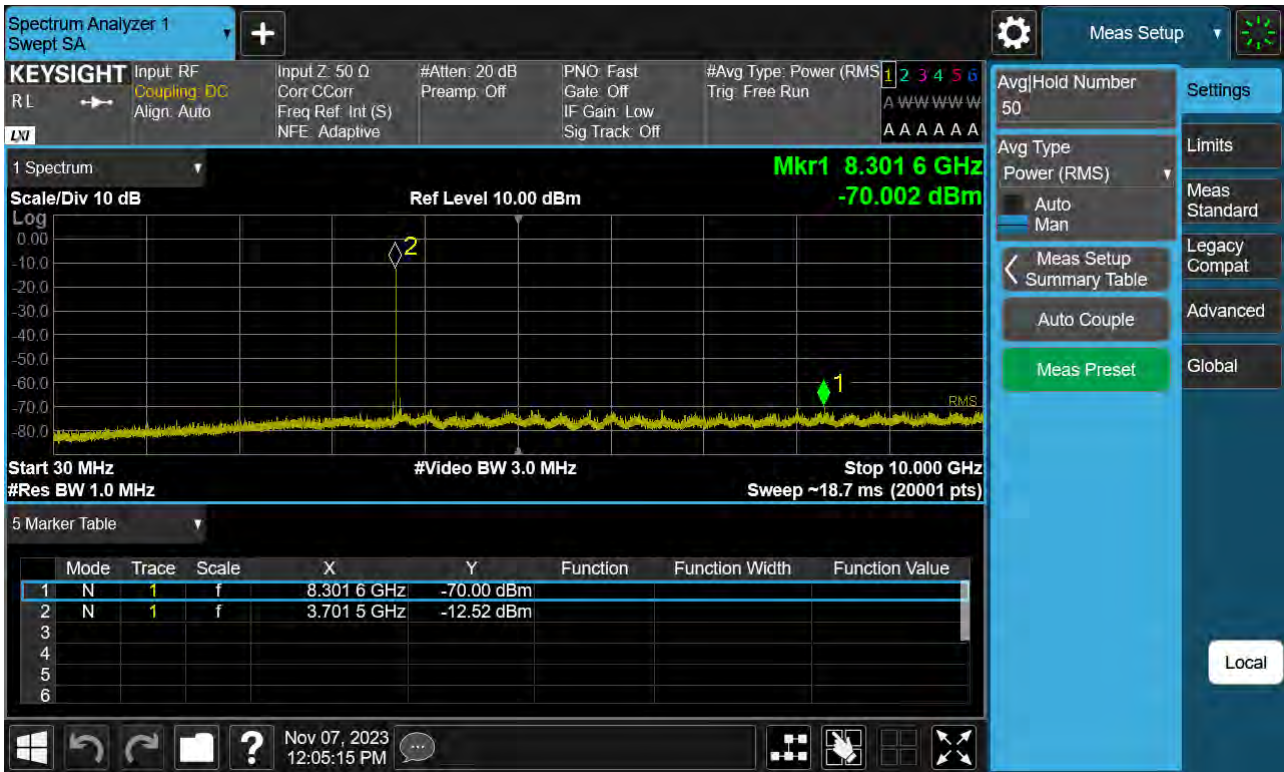 Spectrum Analyzer 1
Swept SA
+
Meas Setup
KEYSIGHT
RL
LXI
Input: RF
Coupling: DC
Align: Auto
Input Z: 50 Ω
Corr CCorr
Freq Ref: Int (S)
NFE: Adaptive
#Atten: 20 dB
Preamp: Off
PNO: Fast
Gate: Off
IF Gain: Low
Sig Track: Off
#Avg Type: Power (RMS
Trig: Free Run
1 2 3 4 5 6
A W W W W W
A A A A A A
1 Spectrum
Mkr1 8.301 6 GHz
-70.002 dBm
Scale/Div 10 dB
Ref Level 10.00 dBm
Log
0.00
-10.0
-20.0
-30.0
-40.0
-50.0
-60.0
-70.0
-80.0
2
1
RMS
Start 30 MHz
#Video BW 3.0 MHz
Stop 10.000 GHz
#Res BW 1.0 MHz
Sweep ~18.7 ms (20001 pts)
5 Marker Table
Mode Trace Scale X Y Function Function Width Function Value
1 N 1 f 8.301 6 GHz -70.00 dBm
2 N 1 f 3.701 5 GHz -12.52 dBm
3
4
5
6
Avg|Hold Number
50
Avg Type
Power (RMS)
Auto
Man
Meas Setup
Summary Table
Auto Couple
Meas Preset
Settings
Limits
Meas
Standard
Legacy
Compat
Advanced
Global
Local
?
Nov 07, 2023
12:05:15 PM